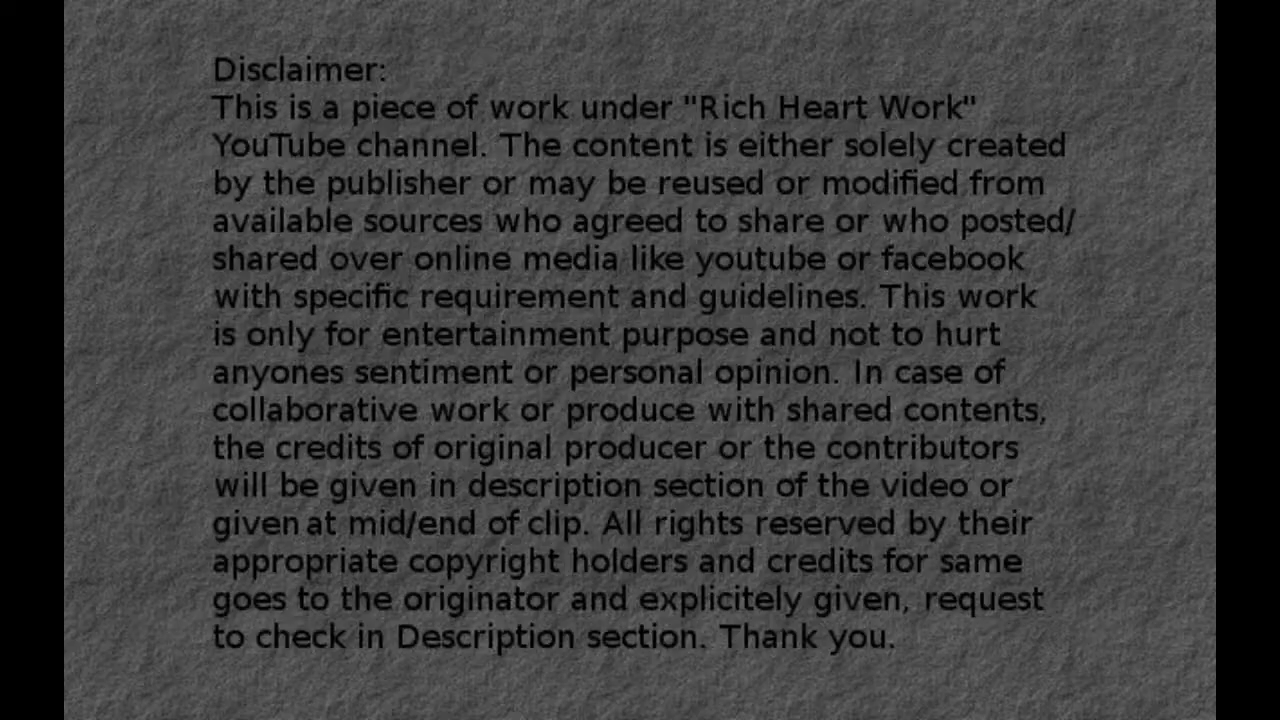 Disclaimer:
This is a piece of work under "Rich Heart Work"
YouTube channel. The content is either solely created
by the publisher or may be reused or modified from
available sources who agreed to share or who posted/
shared over online media like youtube or facebook
with specific requirement and guidelines. This work
is only for entertainment purpose and not to hurt
anyones sentiment or personal opinion. In case of
collaborative work or produce with shared contents,
the credits of original producer or the contributors
will be given in description section of the video or
given at mid/end of clip. All rights reserved by their
appropriate copyright holders and credits for same
goes to the originator and explicitely given, request
to check in Description section. Thank you.